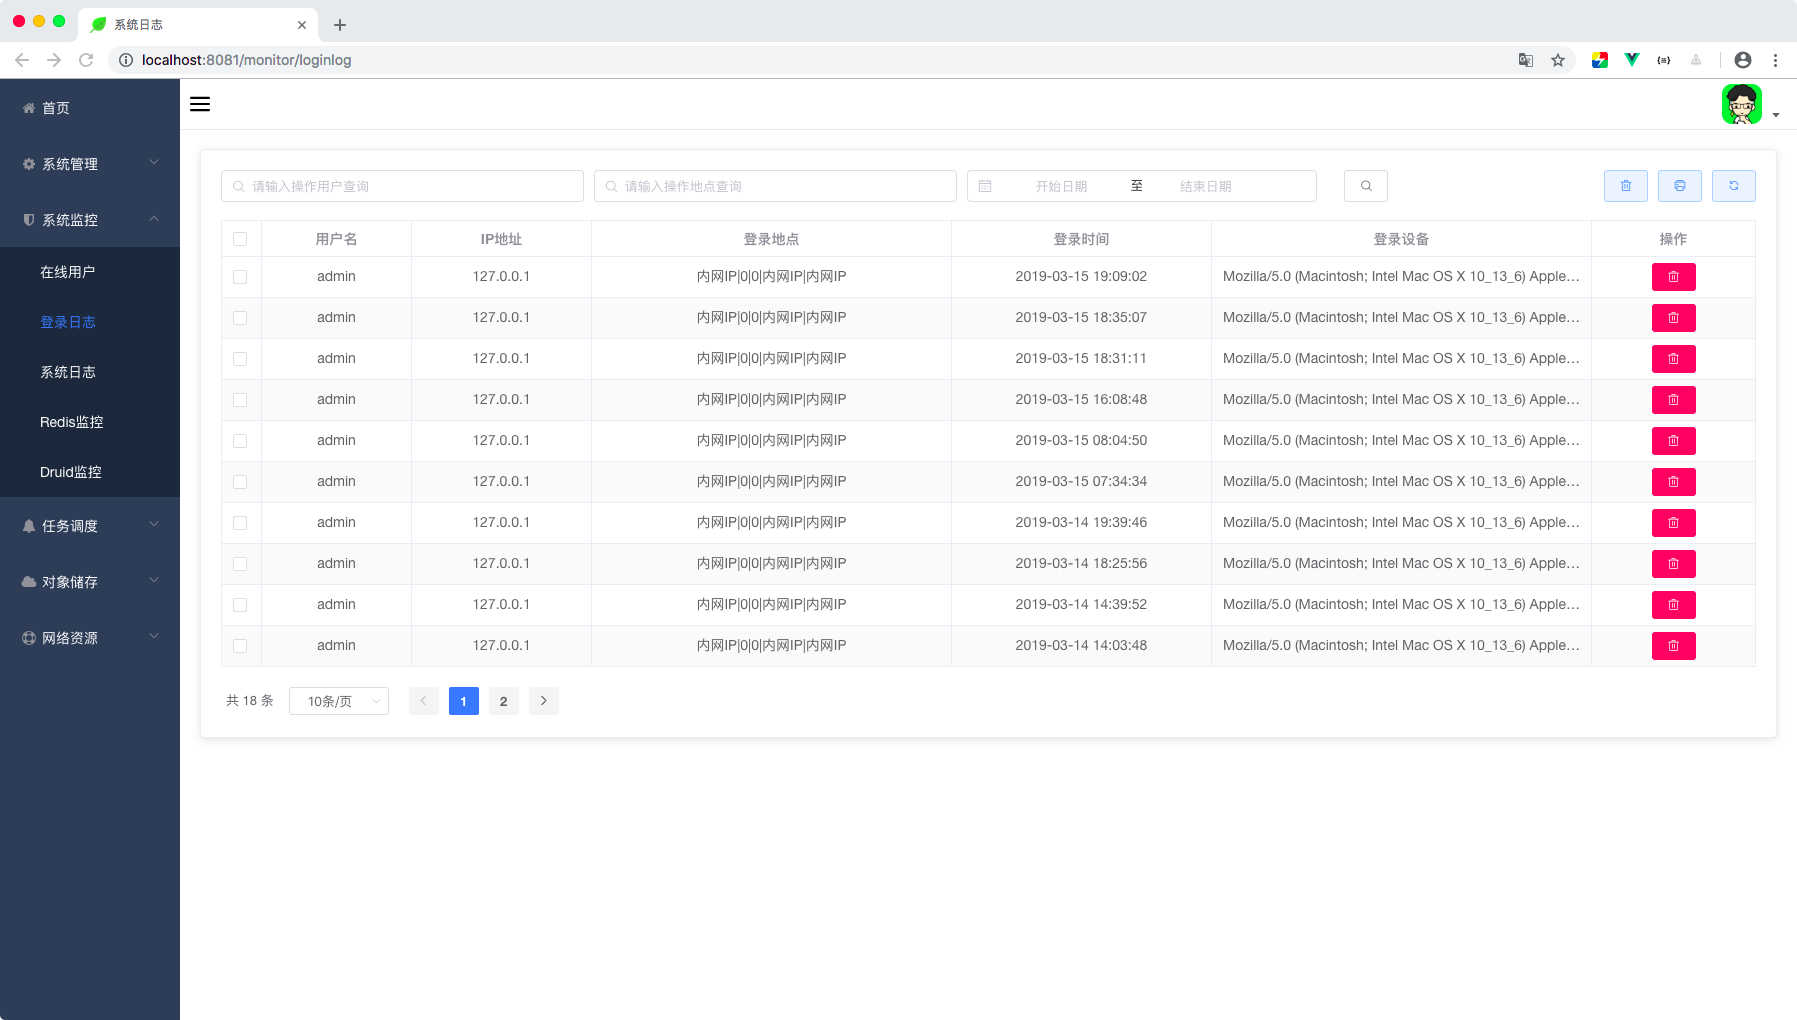 系统日志
localhost:8081/monitor/loginlog
首页
系统管理
系统监控
在线用户
登录日志
系统日志
Redis监控
Druid监控
任务调度
对象储存
网络资源
请输入操作用户查询 请输入操作地点查询 开始日期 至 结束日期
用户名 IP地址 登录地点 登录时间 登录设备 操作
admin 127.0.0.1 内网IP|0|0|内网IP|内网IP 2019-03-15 19:09:02 Mozilla/5.0 (Macintosh; Intel Mac OS X 10_13_6) Apple...
admin 127.0.0.1 内网IP|0|0|内网IP|内网IP 2019-03-15 18:35:07 Mozilla/5.0 (Macintosh; Intel Mac OS X 10_13_6) Apple...
admin 127.0.0.1 内网IP|0|0|内网IP|内网IP 2019-03-15 18:31:11 Mozilla/5.0 (Macintosh; Intel Mac OS X 10_13_6) Apple...
admin 127.0.0.1 内网IP|0|0|内网IP|内网IP 2019-03-15 16:08:48 Mozilla/5.0 (Macintosh; Intel Mac OS X 10_13_6) Apple...
admin 127.0.0.1 内网IP|0|0|内网IP|内网IP 2019-03-15 08:04:50 Mozilla/5.0 (Macintosh; Intel Mac OS X 10_13_6) Apple...
admin 127.0.0.1 内网IP|0|0|内网IP|内网IP 2019-03-15 07:34:34 Mozilla/5.0 (Macintosh; Intel Mac OS X 10_13_6) Apple...
admin 127.0.0.1 内网IP|0|0|内网IP|内网IP 2019-03-14 19:39:46 Mozilla/5.0 (Macintosh; Intel Mac OS X 10_13_6) Apple...
admin 127.0.0.1 内网IP|0|0|内网IP|内网IP 2019-03-14 18:25:56 Mozilla/5.0 (Macintosh; Intel Mac OS X 10_13_6) Apple...
admin 127.0.0.1 内网IP|0|0|内网IP|内网IP 2019-03-14 14:39:52 Mozilla/5.0 (Macintosh; Intel Mac OS X 10_13_6) Apple...
admin 127.0.0.1 内网IP|0|0|内网IP|内网IP 2019-03-14 14:03:48 Mozilla/5.0 (Macintosh; Intel Mac OS X 10_13_6) Apple...
共 18 条 10条/页 1 2